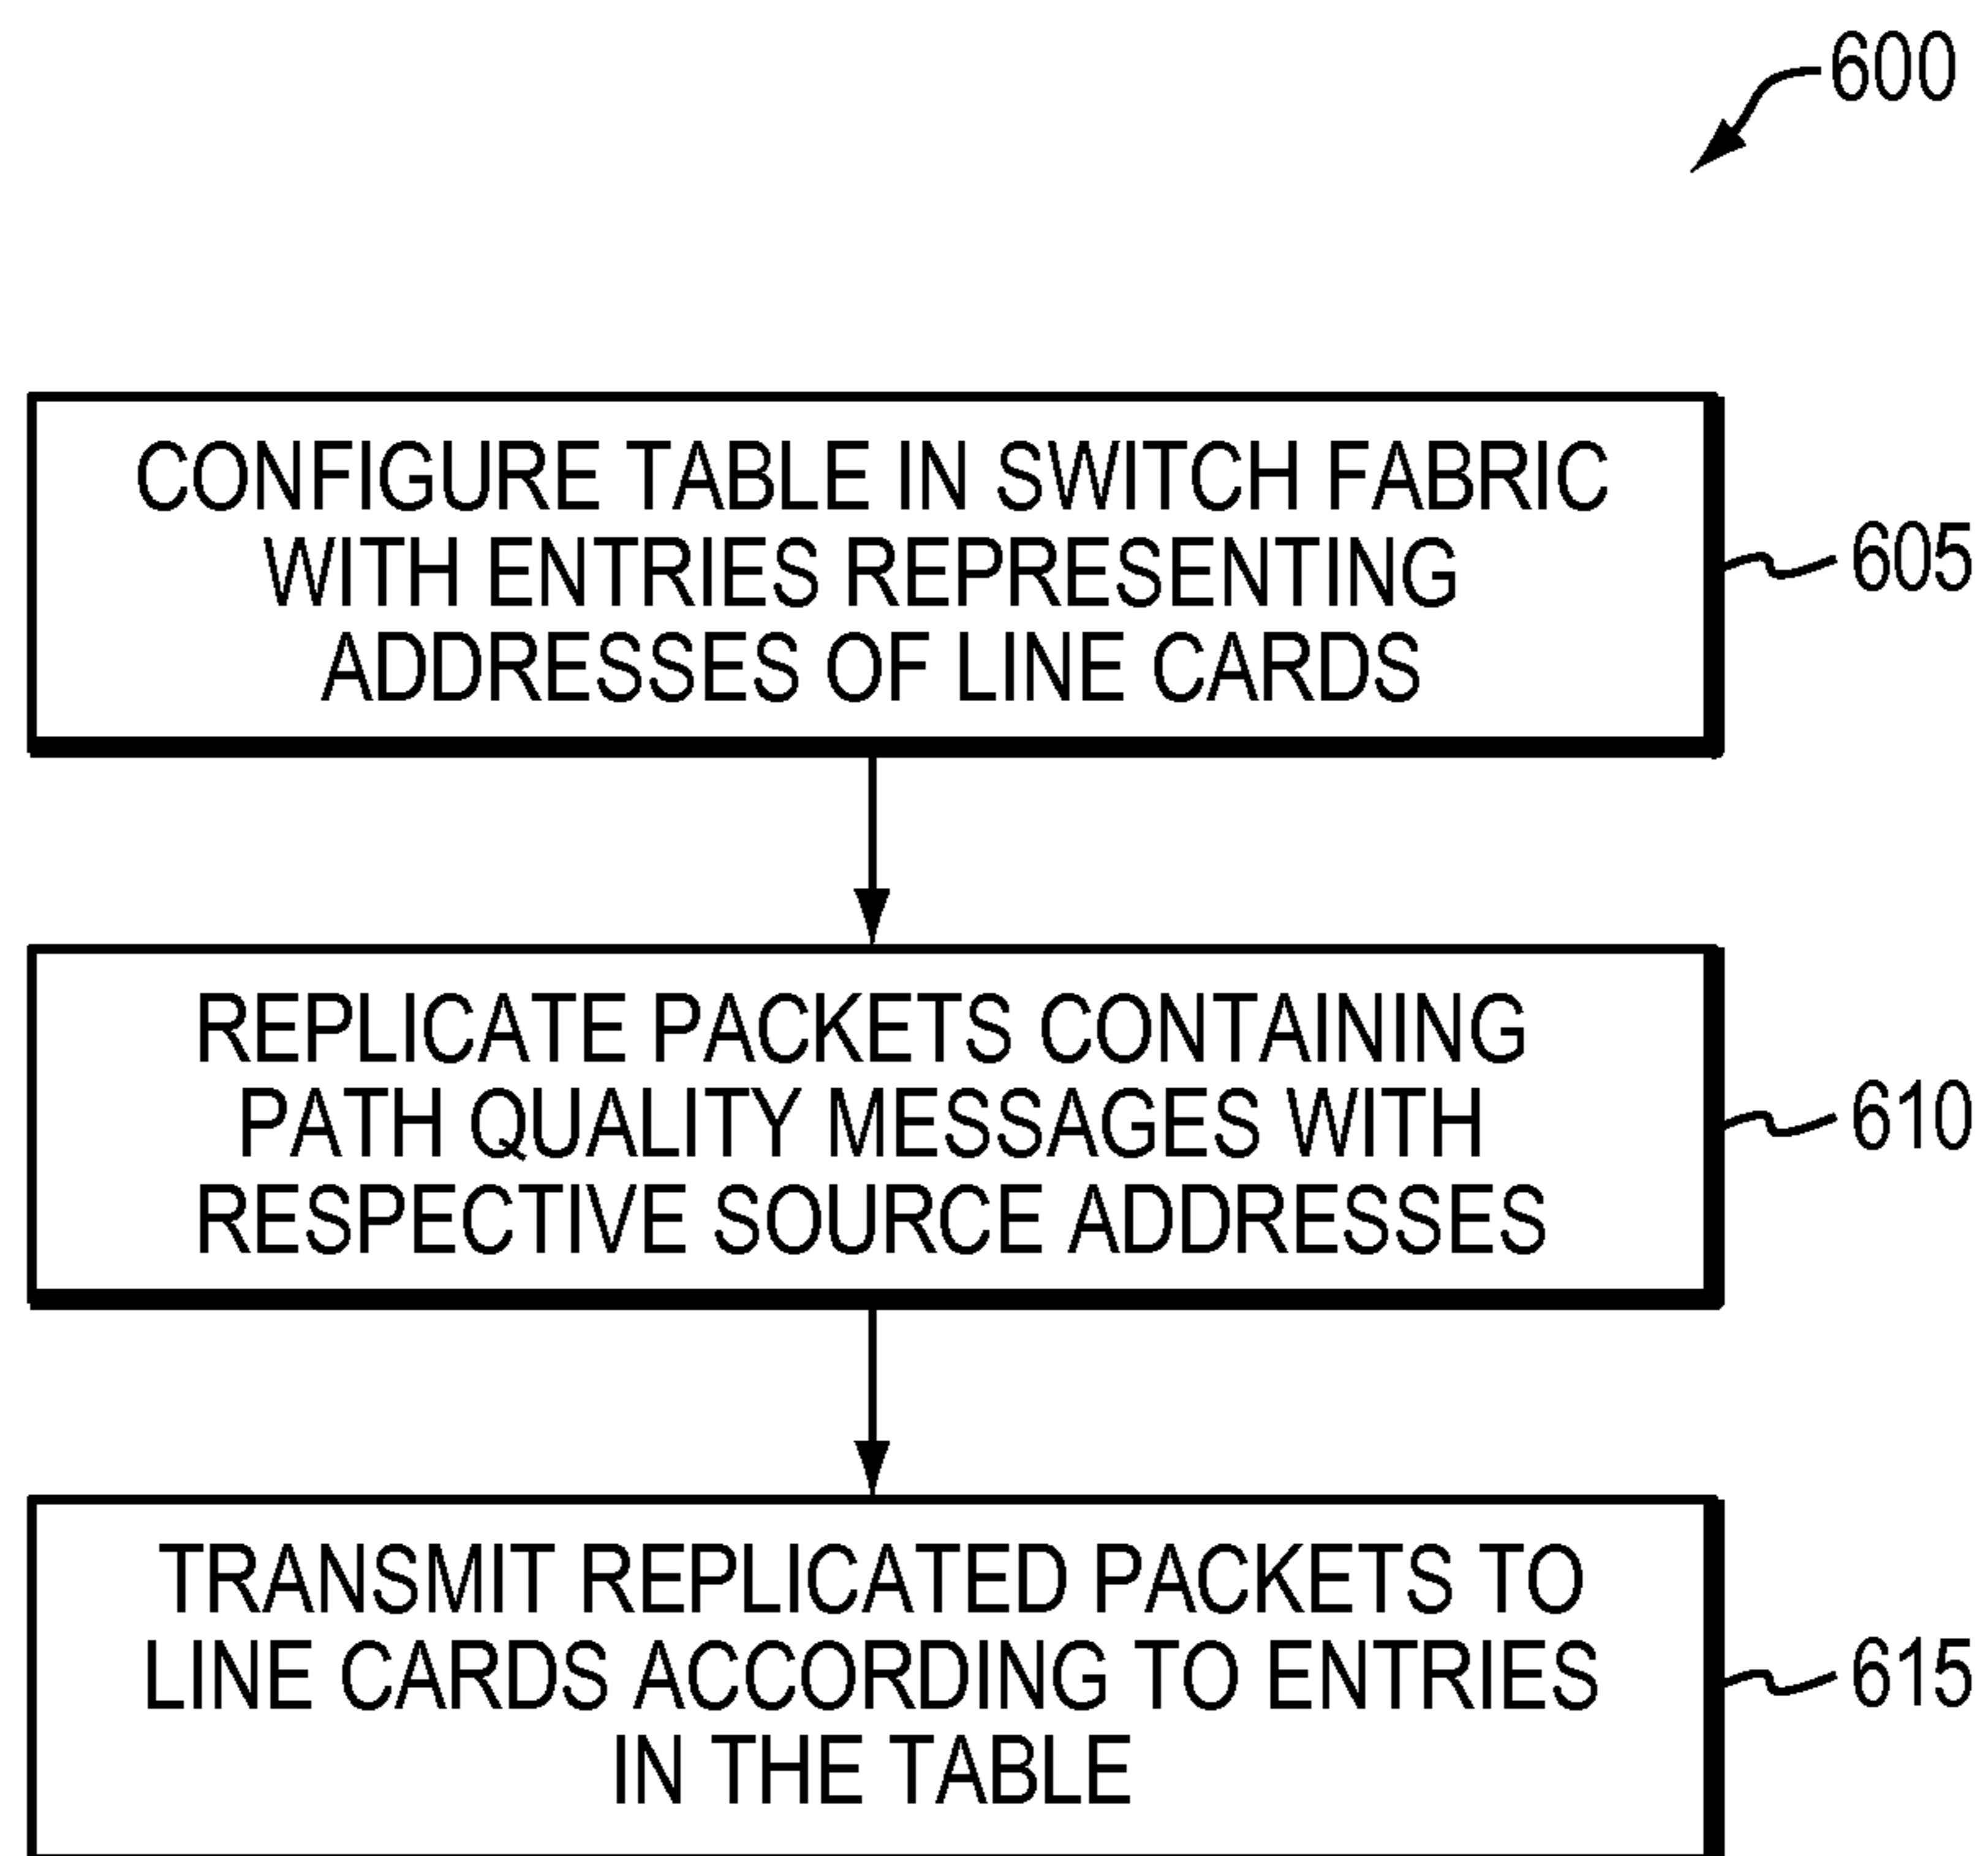 600
CONFIGURE TABLE IN SWITCH FABRIC
WITH ENTRIES REPRESENTING
ADDRESSES OF LINE CARDS
605
REPLICATE PACKETS CONTAINING
PATH QUALITY MESSAGES WITH
RESPECTIVE SOURCE ADDRESSES
610
TRANSMIT REPLICATED PACKETS TO
LINE CARDS ACCORDING TO ENTRIES
IN THE TABLE
615